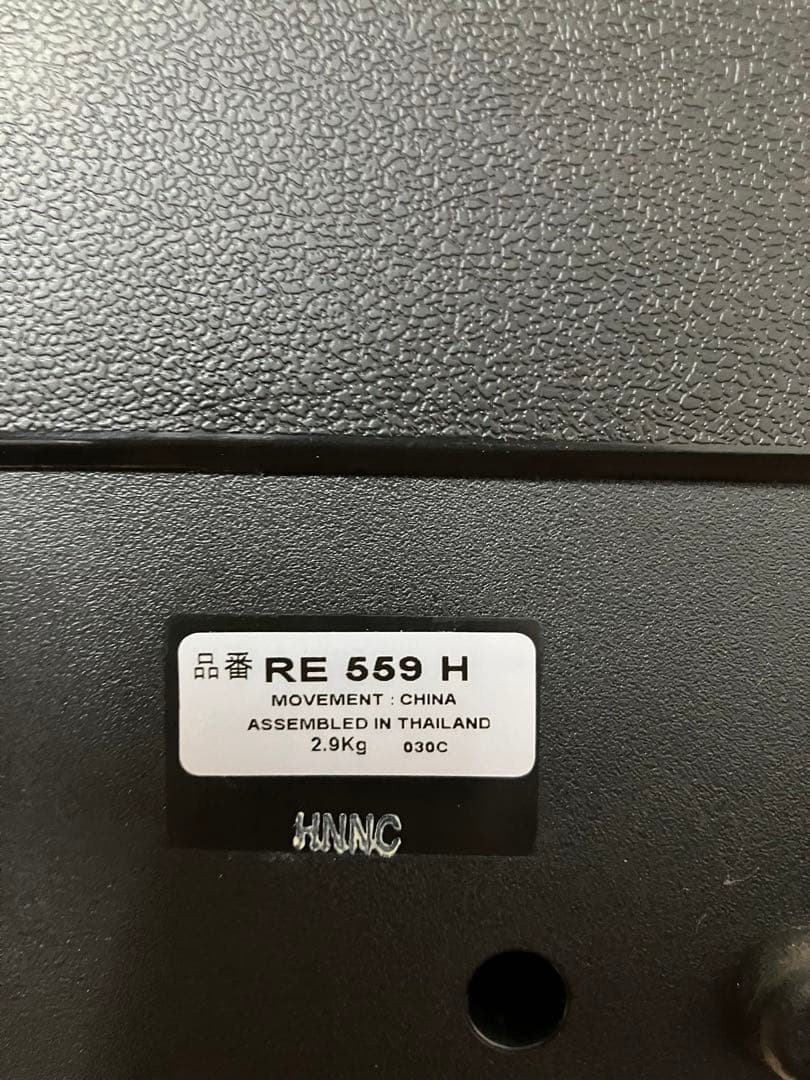 品番 RE 559 H
MOVEMENT : CHINA
ASSEMBLED IN THAILAND
2.9Kg 030C
HNNC